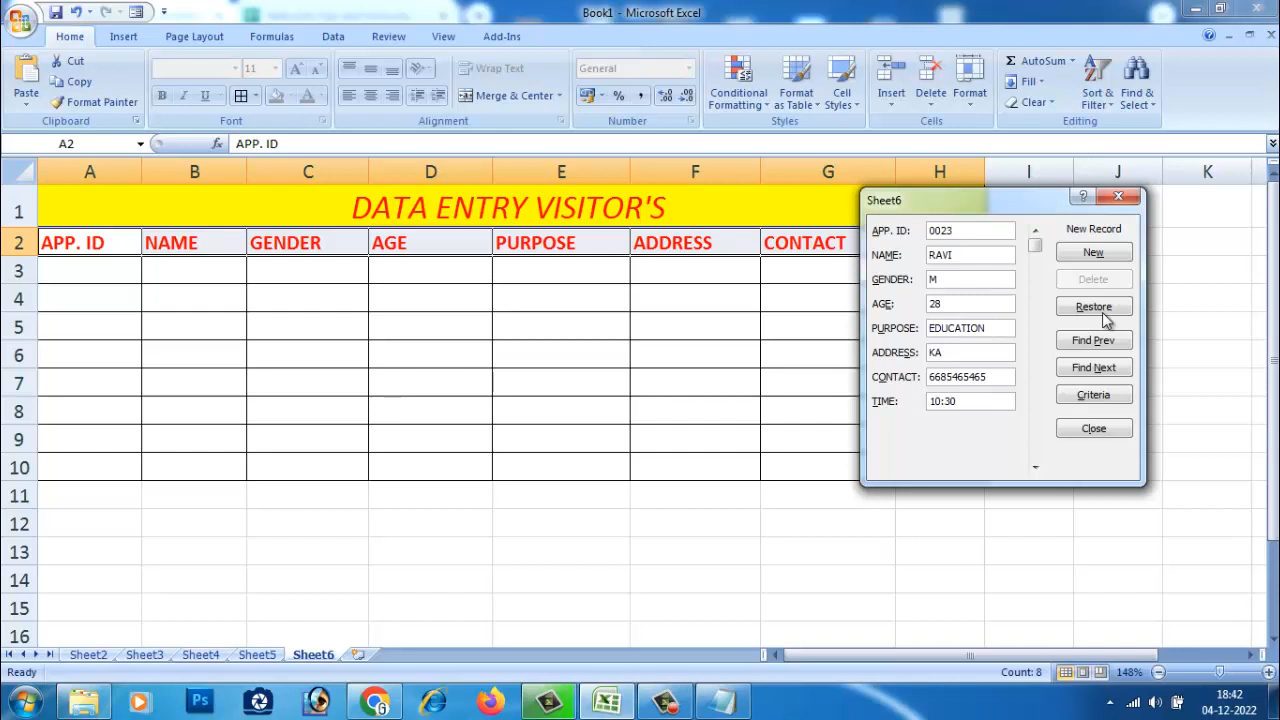 Book1 - Microsoft Excel
Home Insert Page Layout Formulas Data Review View Add-Ins
Paste
Cut
Copy
Format Painter
Clipboard
11
A A
B I U
A
Font
Wrap Text
Merge & Center
Alignment
General
% ,
Number
Conditional Formatting
Format as Table
Cell Styles
Styles
Insert
Delete
Format
Cells
Σ AutoSum
Fill
Clear
Sort & Filter
Find & Select
Editing
A2 fx APP. ID
A B C D E F G H I J K
1 DATA ENTRY VISITOR'S
2 APP. ID NAME GENDER AGE PURPOSE ADDRESS CONTACT
3
4
5
6
7
8
9
10
11
12
13
14
15
16
Sheet6
APP. ID: 0023
NAME: RAVI
GENDER: M
AGE: 28
PURPOSE: EDUCATION
ADDRESS: KA
CONTACT: 6685465465
TIME: 10:30
New Record
New
Delete
Restore
Find Prev
Find Next
Criteria
Close
Sheet2 Sheet3 Sheet4 Sheet5 Sheet6
Ready Count: 8 148%
Ps
18:42
04-12-2022